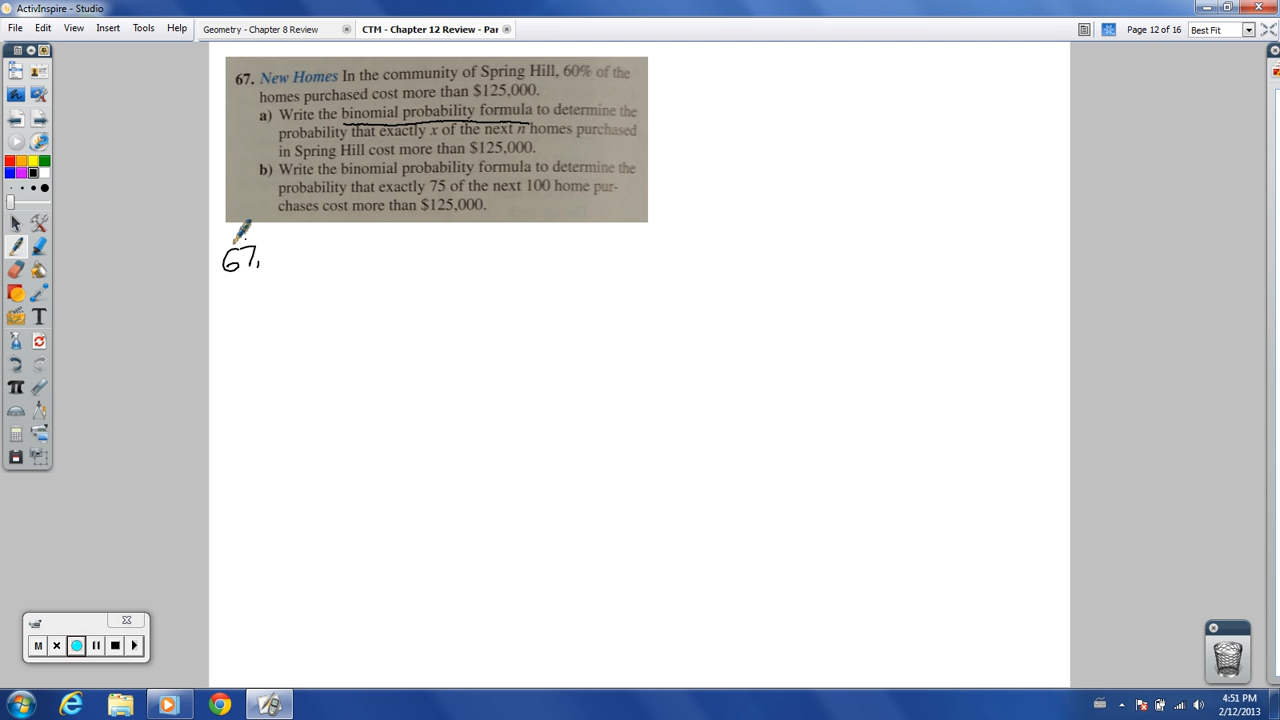 ActivInspire - Studio
File Edit View Insert Tools Help
Geometry - Chapter 8 Review
CTM - Chapter 12 Review - Par
Page 12 of 16
Best Fit
67. New Homes In the community of Spring Hill, 60% of the
homes purchased cost more than $125,000.
a) Write the binomial probability formula to determine the
probability that exactly x of the next n homes purchased
in Spring Hill cost more than $125,000.
b) Write the binomial probability formula to determine the
probability that exactly 75 of the next 100 home pur-
chases cost more than $125,000.
67.
M
4:51 PM
2/12/2013